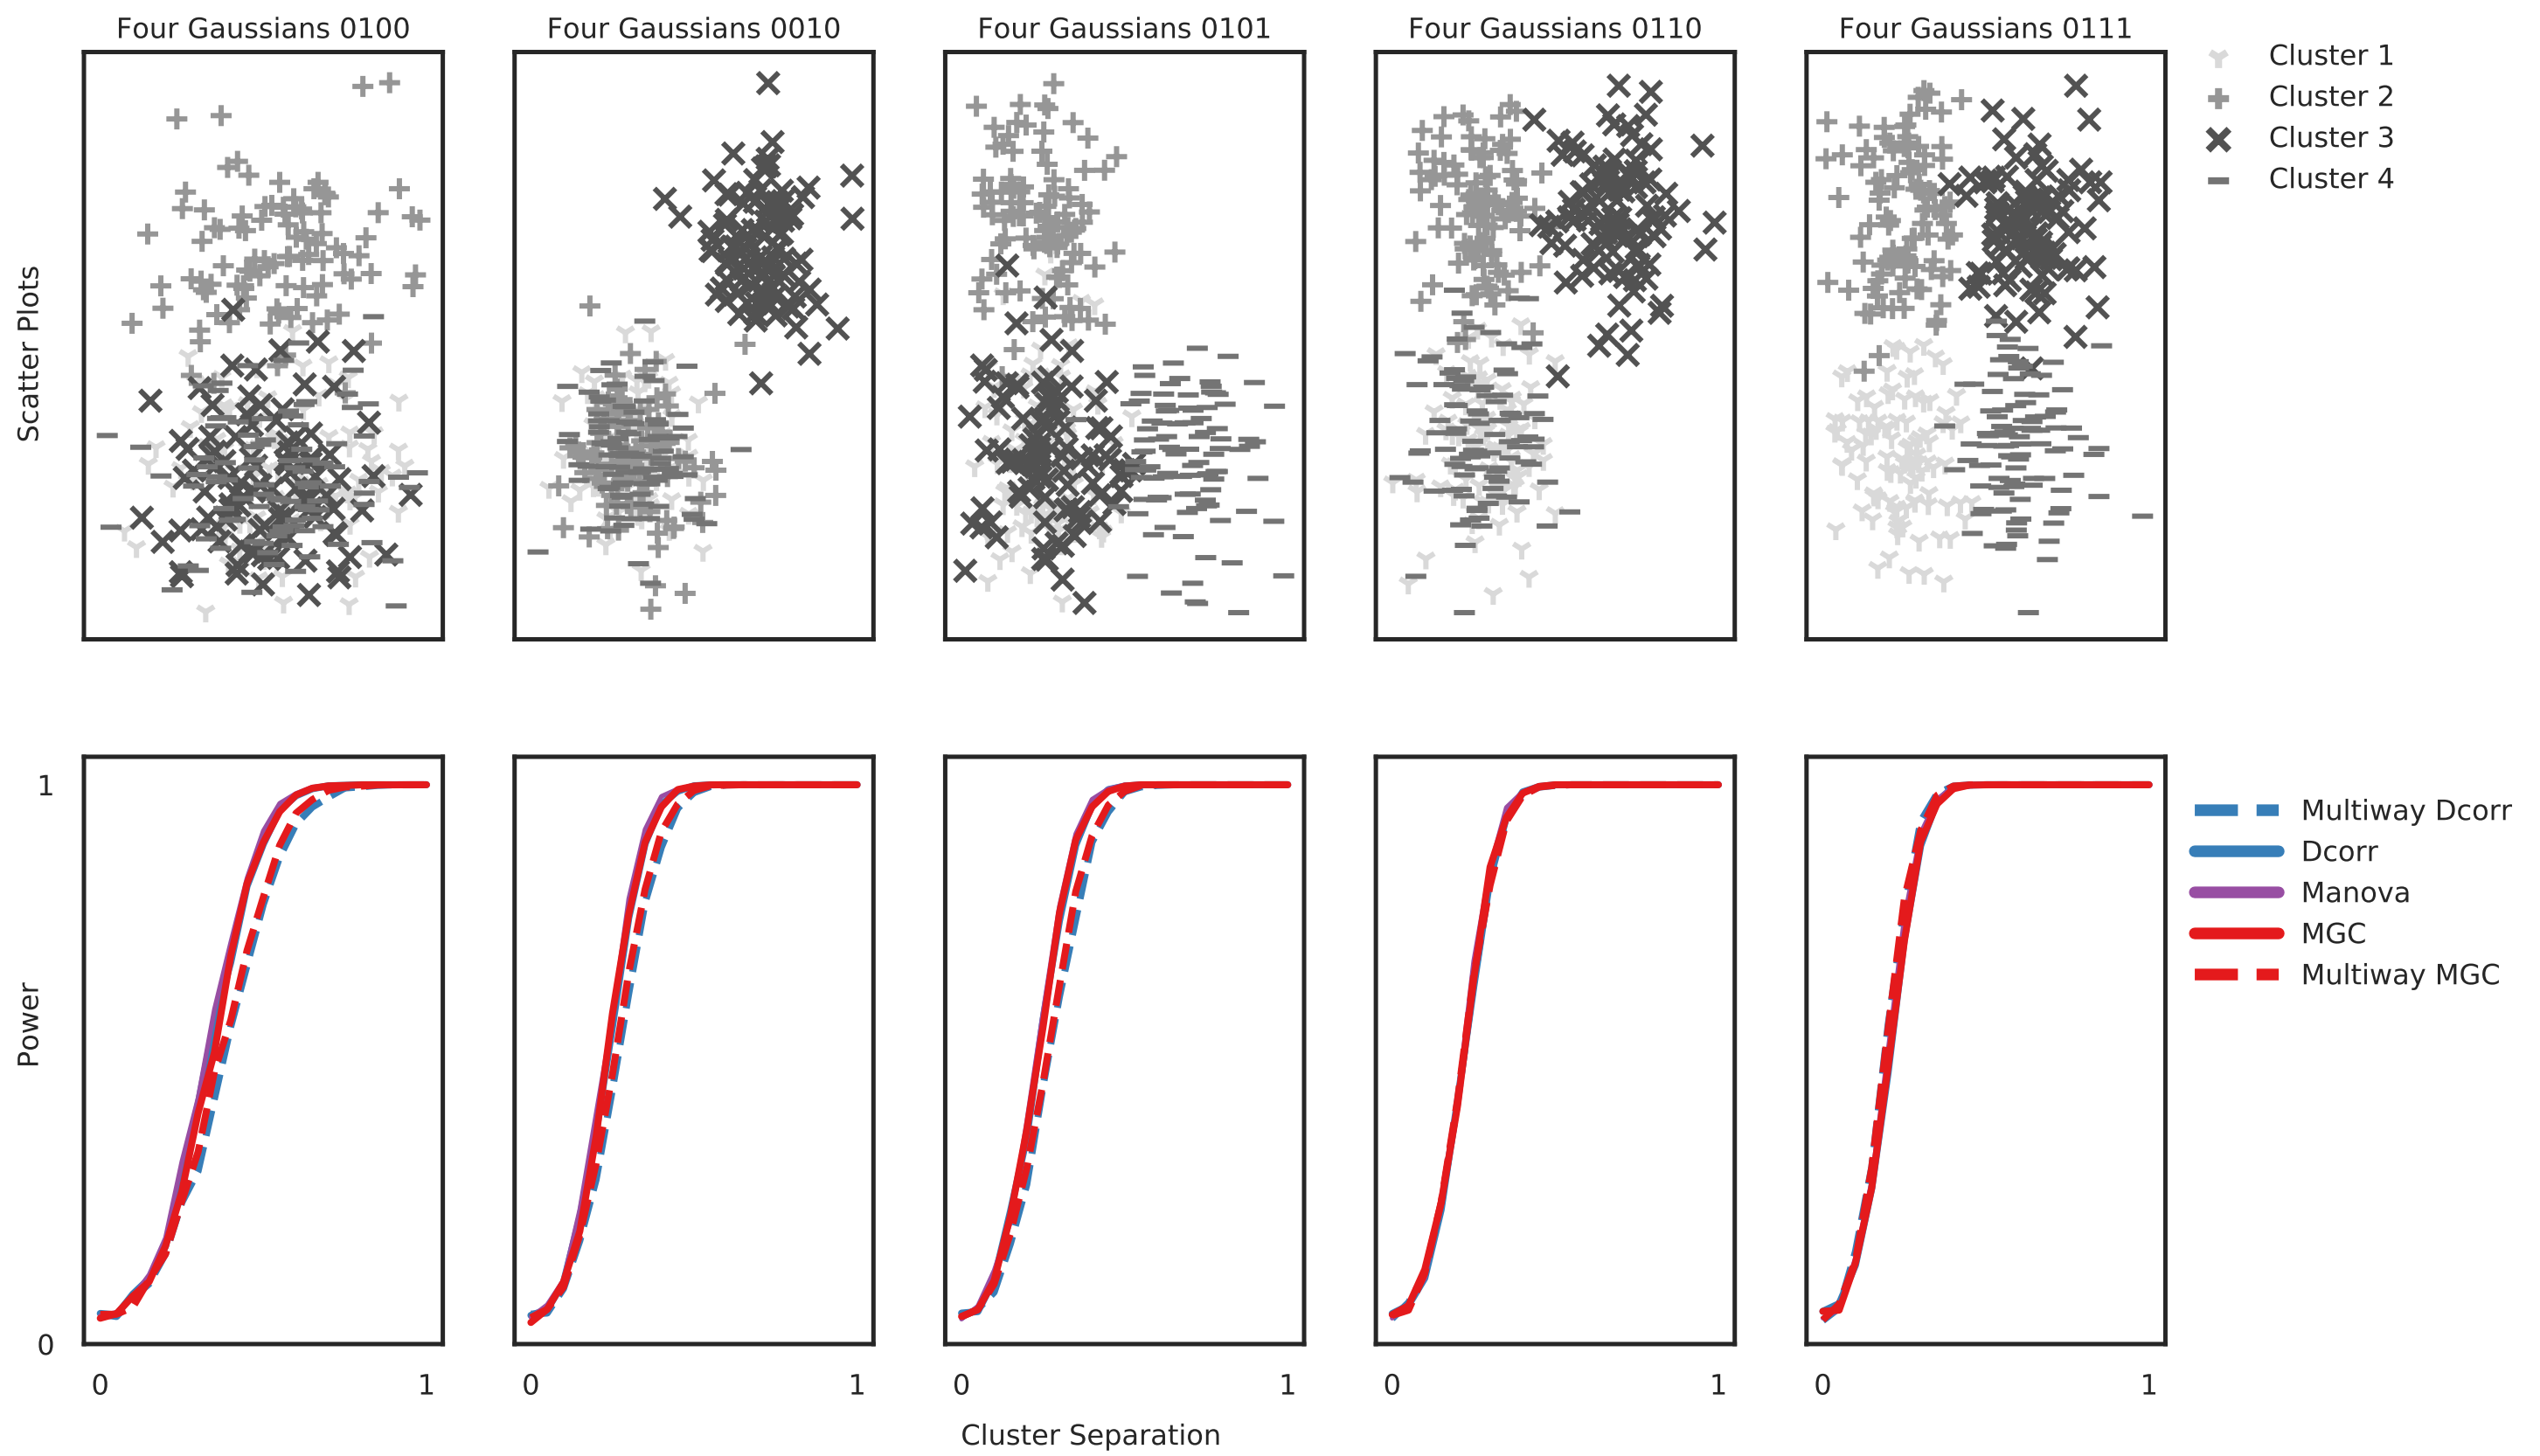 Four Gaussians 0100
Four Gaussians 0010
Four Gaussians 0101
Four Gaussians 0110
Four Gaussians 0111
Scatter Plots
Cluster 1
Cluster 2
Cluster 3
Cluster 4
Power
1
0
Multiway Dcorr
Dcorr
Manova
MGC
Multiway MGC
0 1
0 1
0 1
0 1
0 1
Cluster Separation